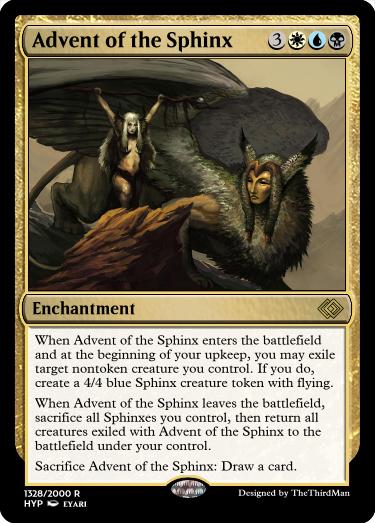 Advent of the Sphinx 3
Enchantment
When Advent of the Sphinx enters the battlefield
and at the beginning of your upkeep, you may exile
target nontoken creature you control. If you do,
create a 4/4 blue Sphinx creature token with flying.
When Advent of the Sphinx leaves the battlefield,
sacrifice all Sphinxes you control, then return all
creatures exiled with Advent of the Sphinx to the
battlefield under your control.
Sacrifice Advent of the Sphinx: Draw a card.
1328/2000 R
HYP EYARI Designed by TheThirdMan